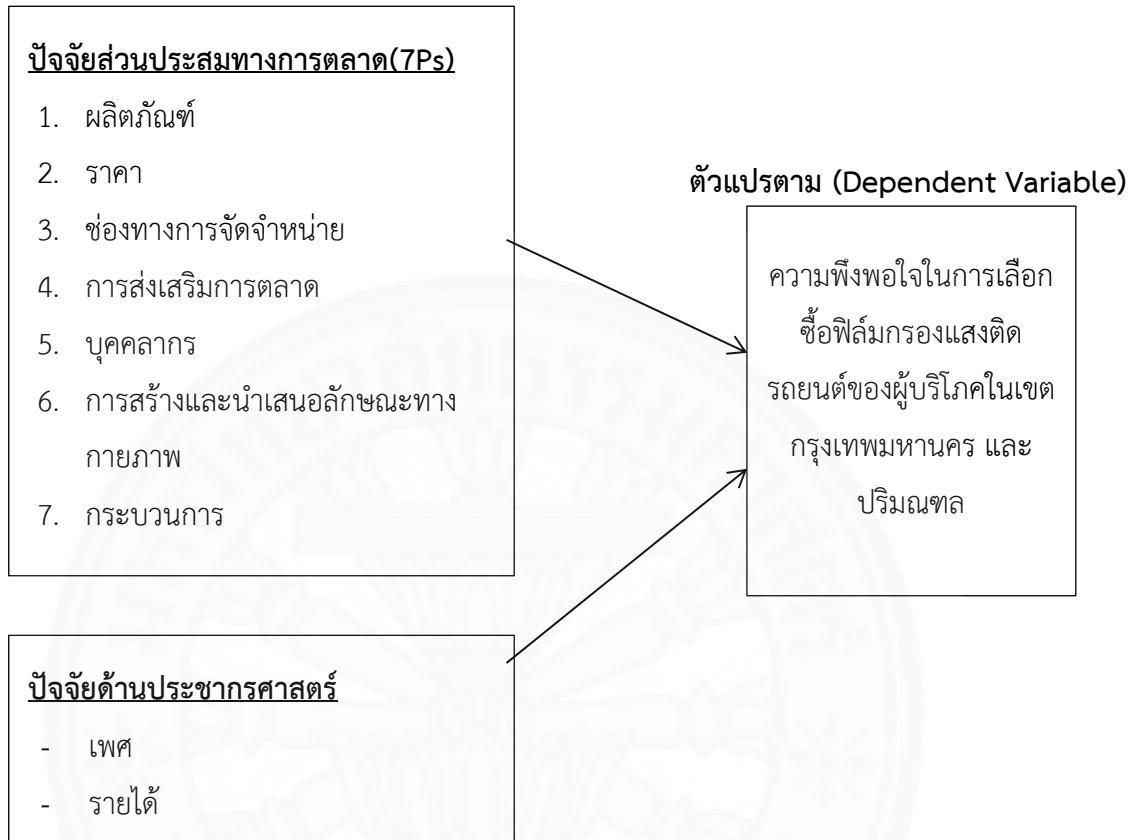 ปัจจัยส่วนประสมทางการตลาด(7Ps)
1. ผลิตภัณฑ์
2. ราคา
3. ช่องทางการจัดจำหน่าย
4. การส่งเสริมการตลาด
5. บุคคลากร
6. การสร้างและนำเสนอลักษณะทาง
กายภาพ
7. กระบวนการ
ตัวแปรตาม (Dependent Variable)
ความพึงพอใจในการเลือก
ซื้อฟิล์มกรองแสงติด
รถยนต์ของผู้บริโภคในเขต
กรุงเทพมหานคร และ
ปริมณฑล
ปัจจัยด้านประชากรศาสตร์
- เพศ
- รายได้